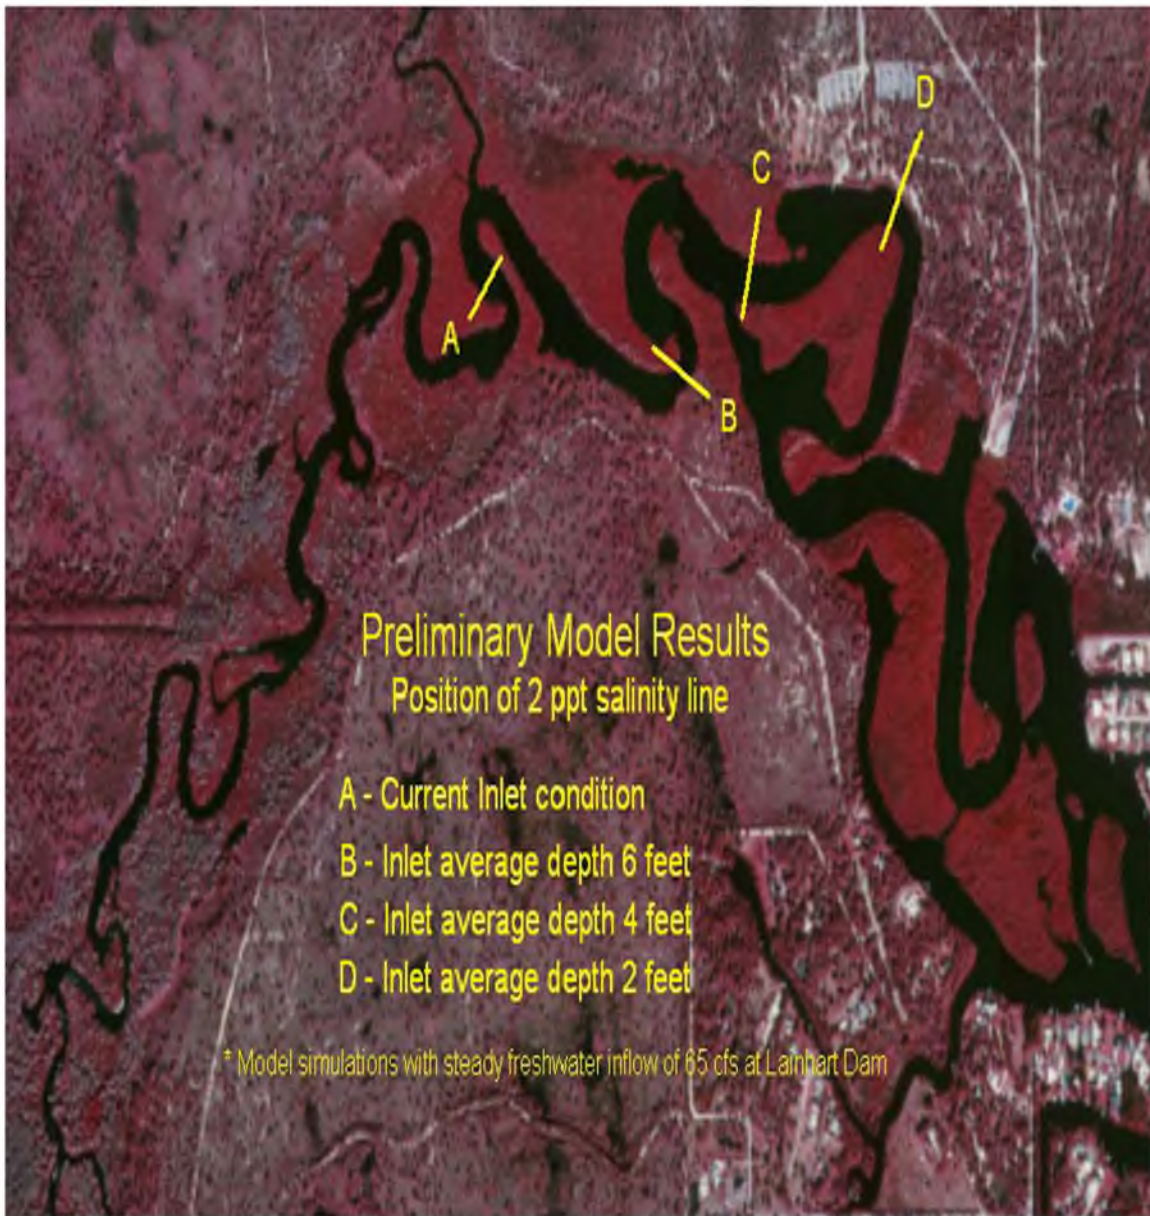 D
C
A
B
Preliminary Model Results
Position of 2 ppt salinity line
A - Current Inlet condition
B - Inlet average depth 6 feet
C - Inlet average depth 4 feet
D - Inlet average depth 2 feet
* Model simulations with steady freshwater inflow of 65 cfs at Lainhart Dam